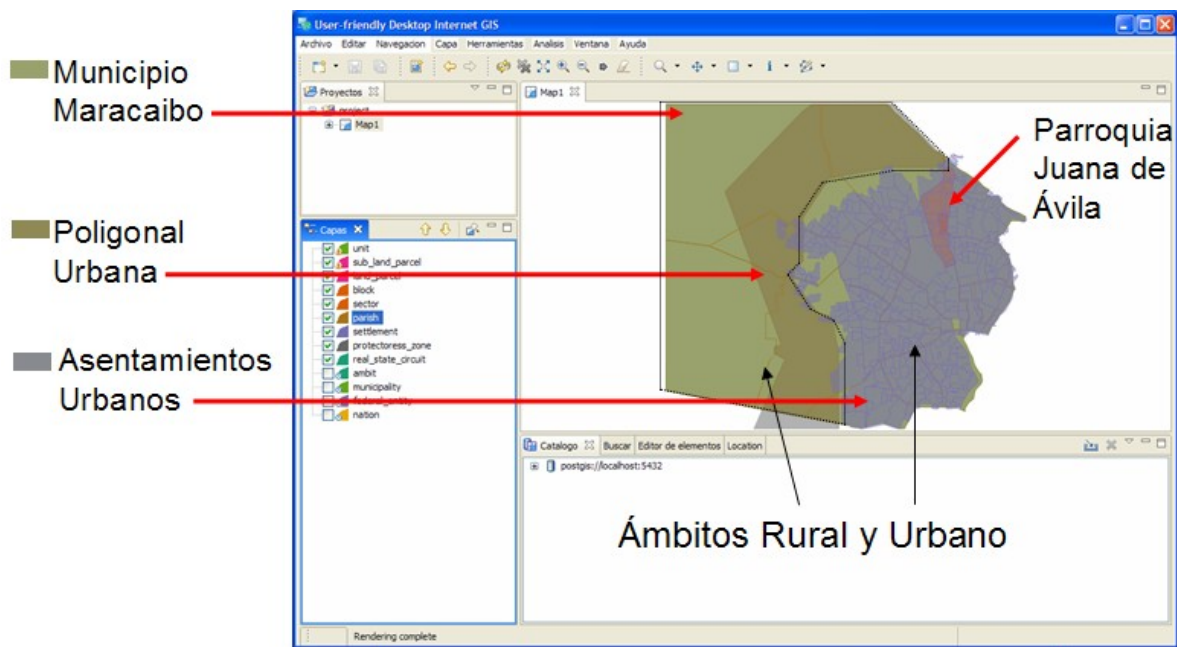 User-friendly Desktop Internet GIS
Archivo Editar Navegacion Capa Herramientas Analisis Ventana Ayuda
Municipio
Maracaibo
Proyectos
project
Map1
Map1
Parroquia
Juana de
Ávila
Poligonal
Urbana
Capas
unit
sub_land_parcel
land_parcel
block
sector
parish
settlement
protectoress_zone
real_state_circuit
ambit
municipality
federal_entity
nation
Asentamientos
Urbanos
Catalogo Buscar Editor de elementos Location
postgis://localhost:5432
Ámbitos Rural y Urbano
Rendering complete